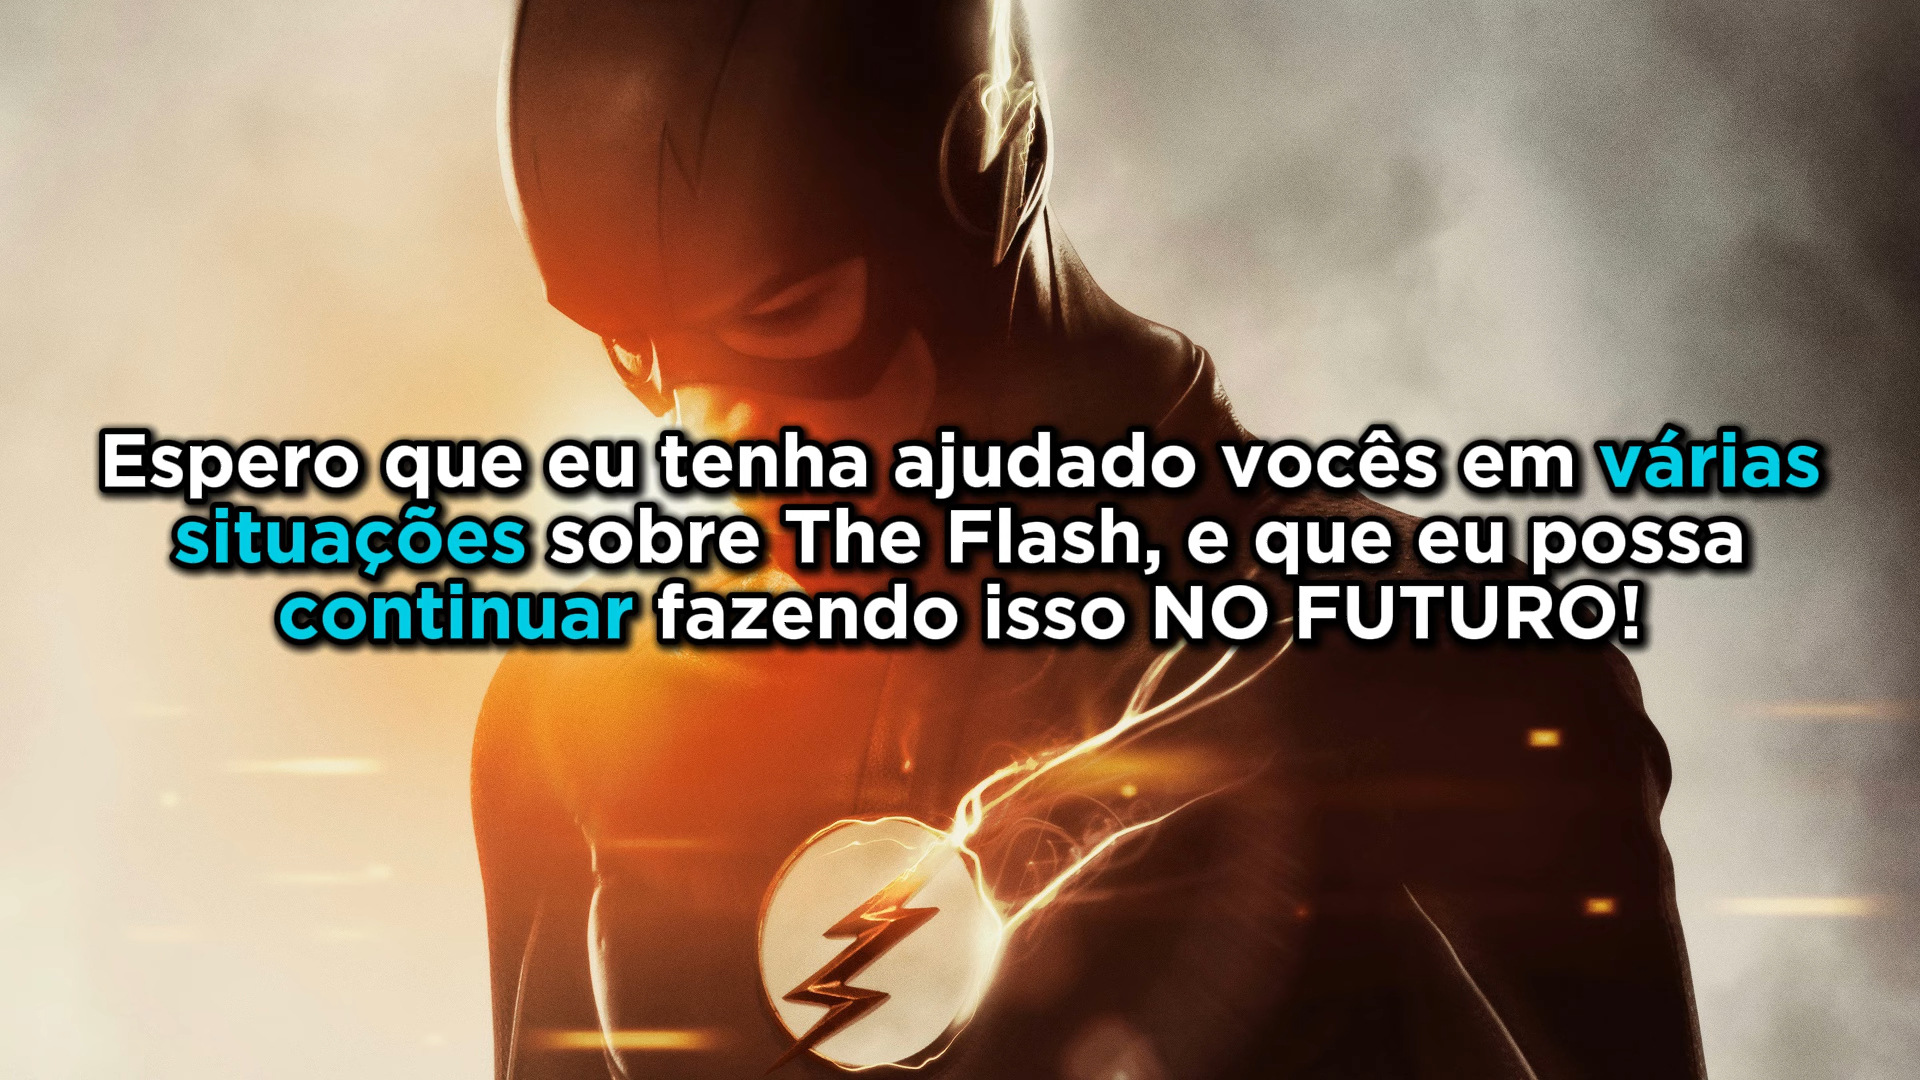 Espero que eu tenha ajudado vocês em várias
situações sobre The Flash, e que eu possa
continuar fazendo isso NO FUTURO!